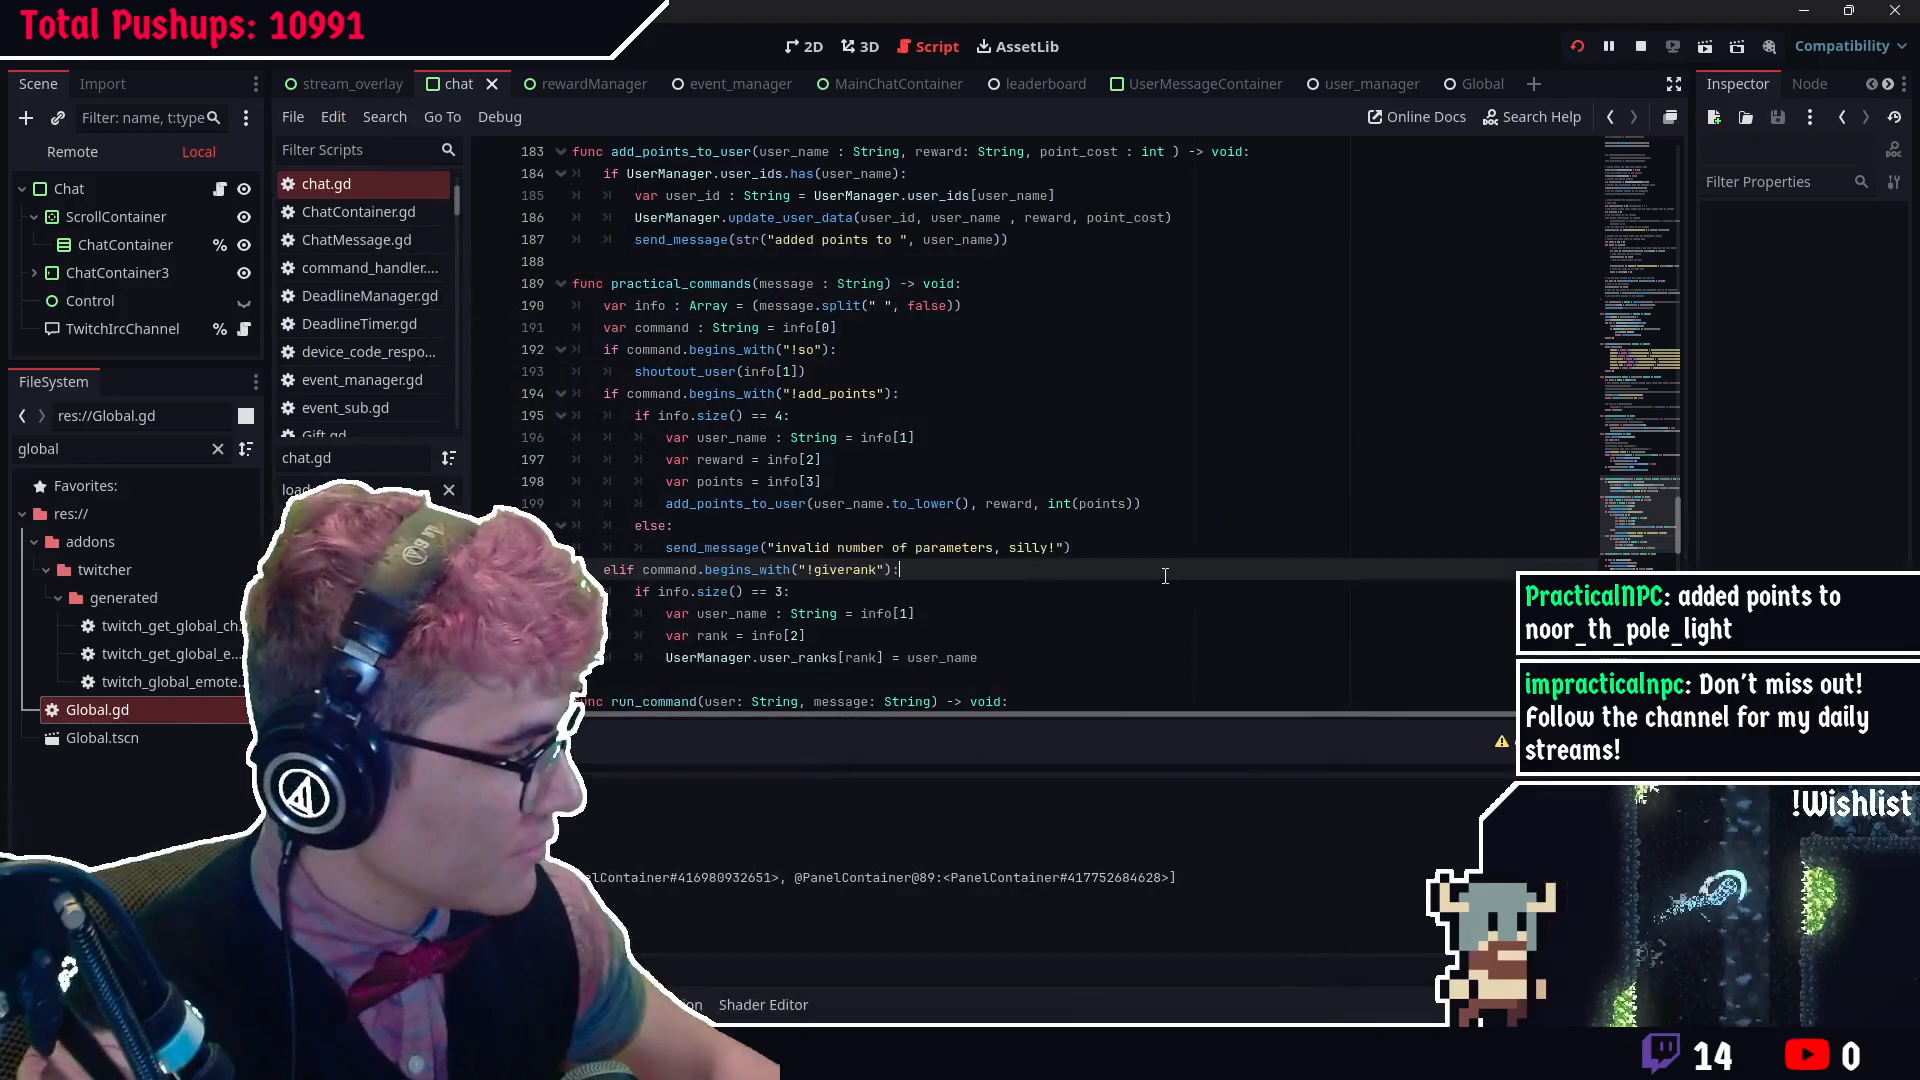 Total Pushups: 10991
2D
3D
Script
AssetLib
Compatibility
Scene
Import
stream_overlay
chat
rewardManager
event_manager
MainChatContainer
leaderboard
UserMessageContainer
user_manager
Global
Inspector
Node
Filter: name, t:type
File
Edit
Search
Go To
Debug
Online Docs
Search Help
Remote
Local
Filter Scripts
Filter Properties
Chat
ScrollContainer
ChatContainer
ChatContainer3
Control
TwitchIrcChannel
chat.gd
ChatContainer.gd
ChatMessage.gd
command_handler....
DeadlineManager.gd
DeadlineTimer.gd
device_code_respo...
event_manager.gd
event_sub.gd
Gift.gd
chat.gd
FileSystem
res://Global.gd
global
Favorites:
res://
addons
twitcher
generated
twitch_get_global_ch.
twitch_get_global_e...
twitch_global_emote.
Global.gd
Global.tscn
183 func add_points_to_user(user_name : String, reward: String, point_cost : int ) -> void:
184 if UserManager.user_ids.has(user_name):
185 var user_id : String = UserManager.user_ids[user_name]
186 UserManager.update_user_data(user_id, user_name , reward, point_cost)
187 send_message(str("added points to ", user_name))
188
189 func practical_commands(message : String) -> void:
190 var info : Array = (message.split(" ", false))
191 var command : String = info[0]
192 if command.begins_with("!so"):
193 shoutout_user(info[1])
194 if command.begins_with("!add_points"):
195 if info.size() == 4:
196 var user_name : String = info[1]
197 var reward = info[2]
198 var points = info[3]
199 add_points_to_user(user_name.to_lower(), reward, int(points))
else:
send_message("invalid number of parameters, silly!")
elif command.begins_with("!giverank"):
if info.size() == 3:
var user_name : String = info[1]
var rank = info[2]
UserManager.user_ranks[rank] = user_name
run_command(user: String, message: String) -> void:
@PanelContainer@89:<PanelContainer#417752684628>]
Shader Editor
PracticalNPC: added points to
noor_th_pole_light
impracticalnpc: Don't miss out!
Follow the channel for my daily
streams!
!Wishlist
14
0